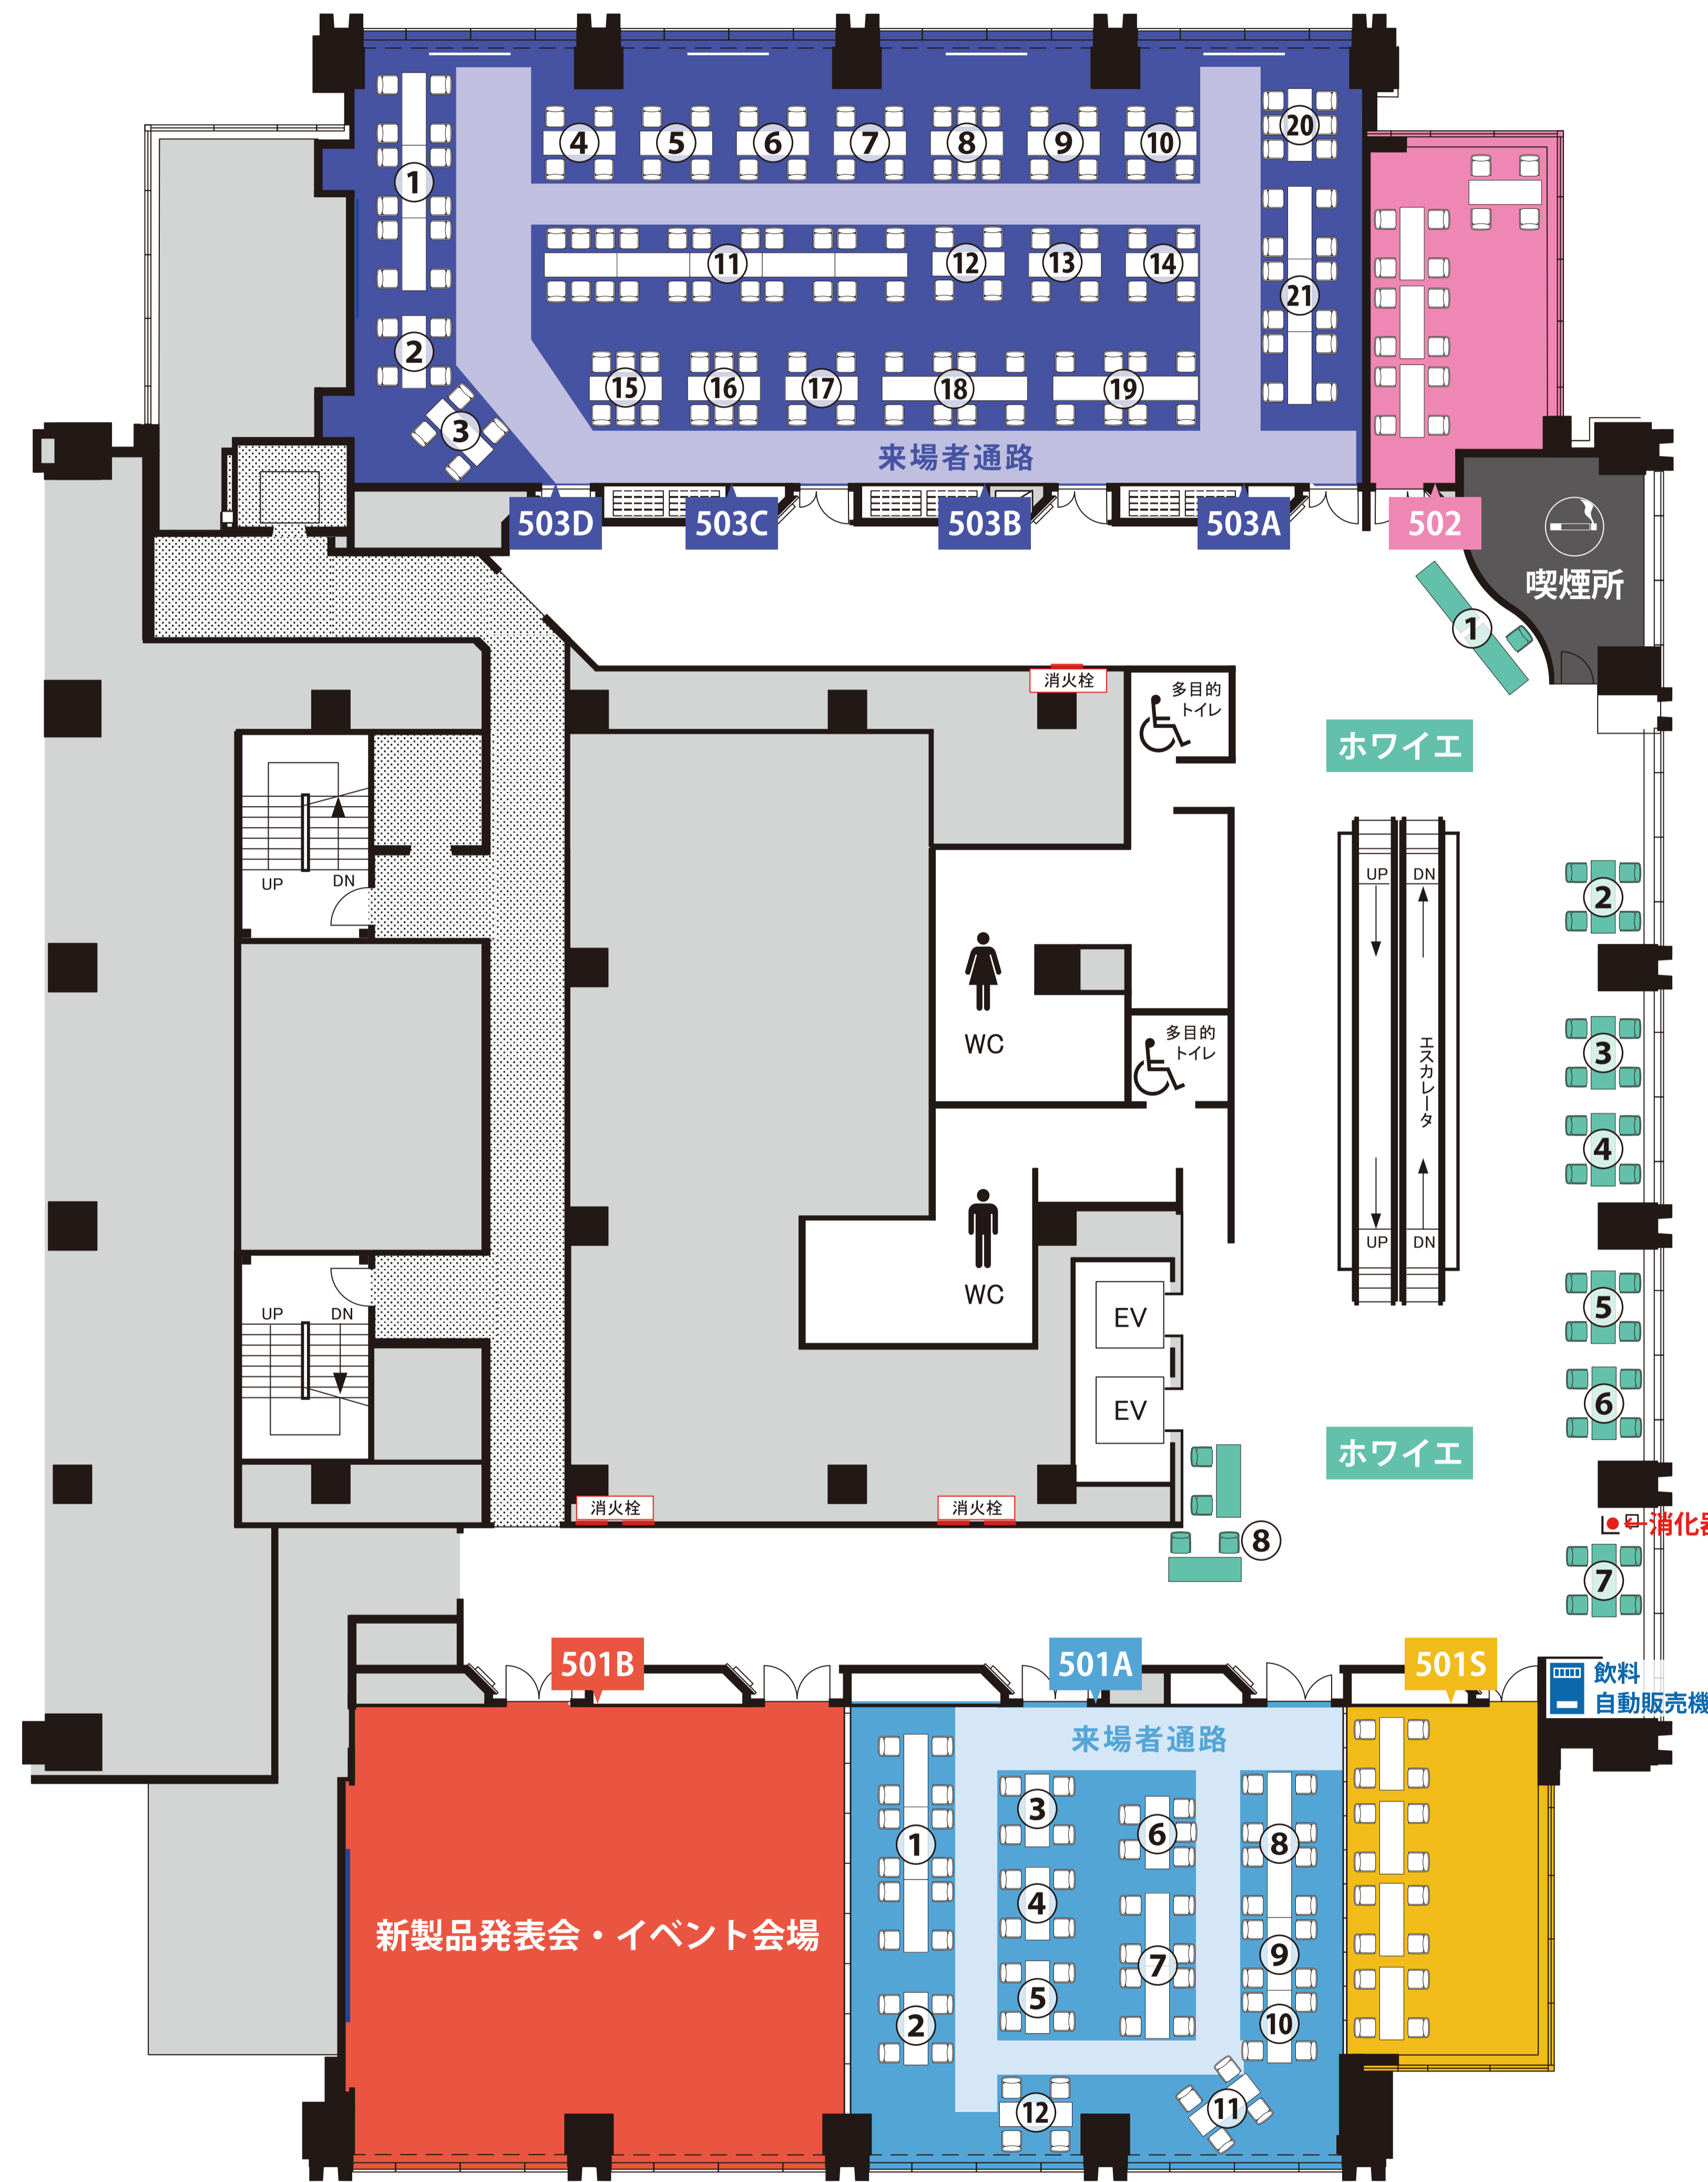 4
5
6
7
8
9
10
20
1
11
12
13
14
21
2
15
16
17
18
19
3
来場者通路
503D
503C
503B
503A
502
喫煙所
1
消火栓
多目的
トイレ
ホワイエ
UP
DN
UP
DN
2
WC
多目的
トイレ
エスカレータ
3
4
UP
DN
WC
5
UP
DN
EV
6
EV
ホワイエ
消火栓
消火栓
8
←消化器
7
501B
501A
501S
飲料
自動販売機
来場者通路
新製品発表会・イベント会場
1
3
6
8
4
7
9
5
2
10
11
12